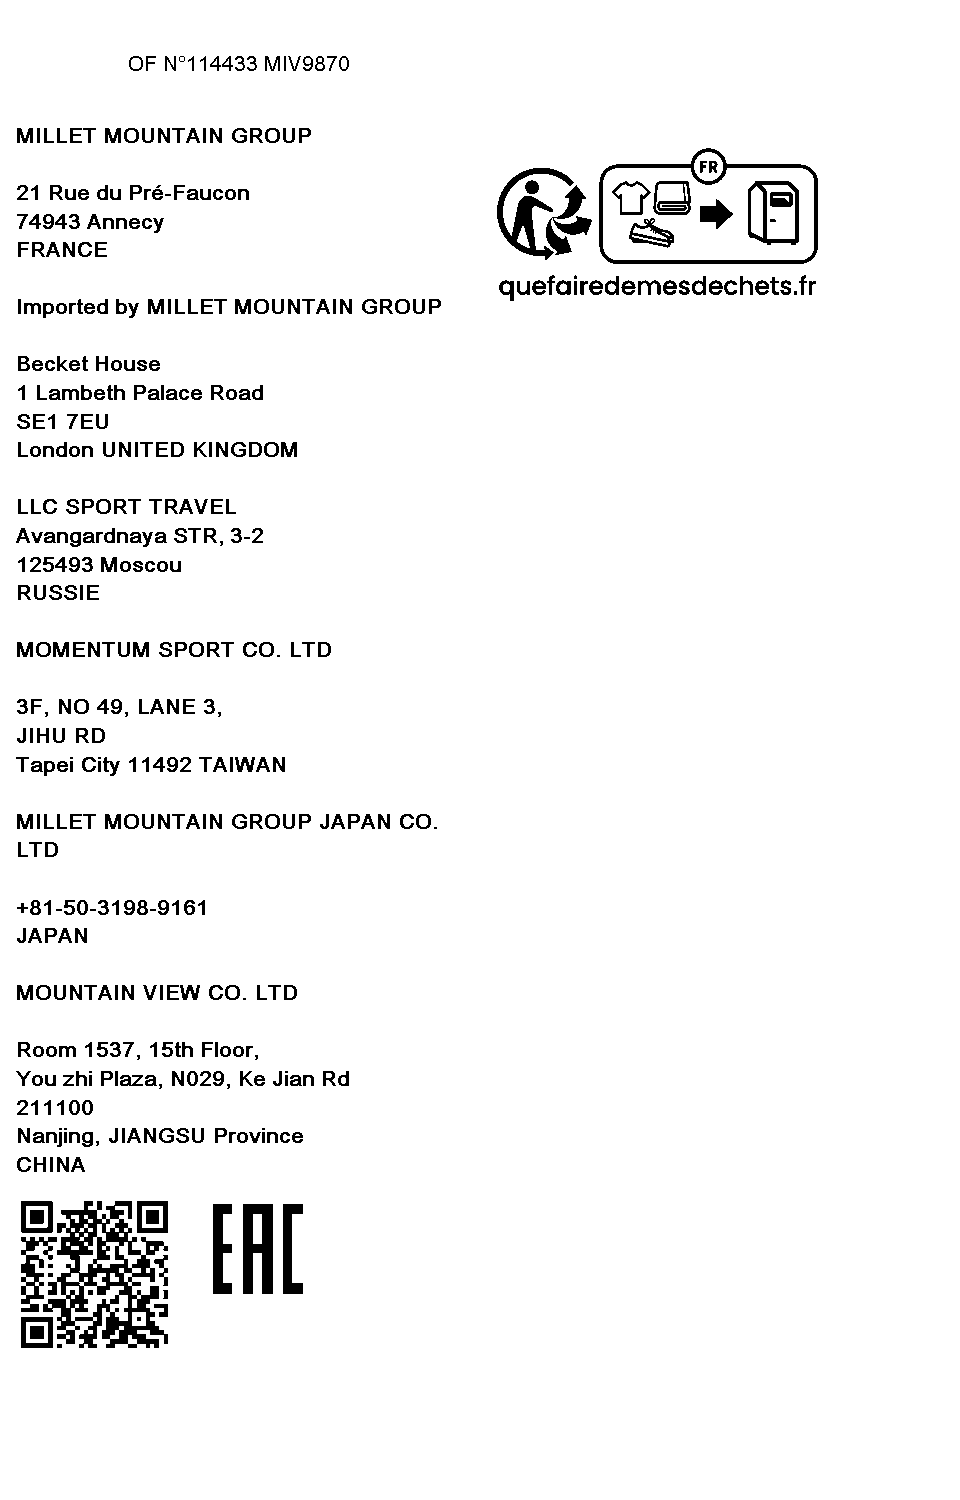 OF N°114433 MIV9870
MILLET MOUNTAIN GROUP
21 Rue du Pré-Faucon
74943 Annecy
FRANCE
Imported by MILLET MOUNTAIN GROUP
Becket House
1 Lambeth Palace Road
SE1 7EU
London UNITED KINGDOM
LLC SPORT TRAVEL
Avangardnaya STR, 3-2
125493 Moscou
RUSSIE
MOMENTUM SPORT CO. LTD
3F, NO 49, LANE 3,
JIHU RD
Tapei City 11492 TAIWAN
MILLET MOUNTAIN GROUP JAPAN CO.
LTD
+81-50-3198-9161
JAPAN
MOUNTAIN VIEW CO. LTD
Room 1537, 15th Floor,
You zhi Plaza, N029, Ke Jian Rd
211100
Nanjing, JIANGSU Province
CHINA
EAC
FR
quefairedemesdechets.fr